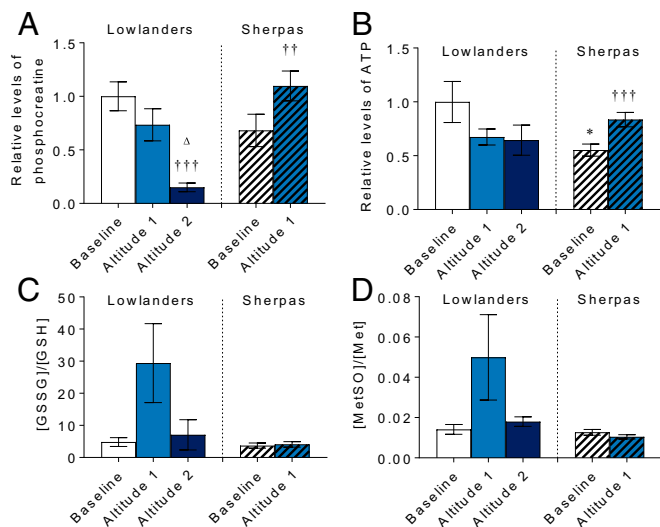 A
Lowlanders Sherpas
Relative levels of
phosphocreatine
1.5
1.0
0.5
0.0
Δ
†††
††
Baseline
Altitude 1
Altitude 2
Baseline
Altitude 1
B
Lowlanders Sherpas
Relative levels of ATP
1.5
1.0
0.5
0.0
*
†††
Baseline
Altitude 1
Altitude 2
Baseline
Altitude 1
C
Lowlanders Sherpas
[GSSG]/[GSH]
50
40
30
20
10
0
Baseline
Altitude 1
Altitude 2
Baseline
Altitude 1
D
Lowlanders Sherpas
[MetSO]/[Met]
0.08
0.06
0.04
0.02
0.00
Baseline
Altitude 1
Altitude 2
Baseline
Altitude 1